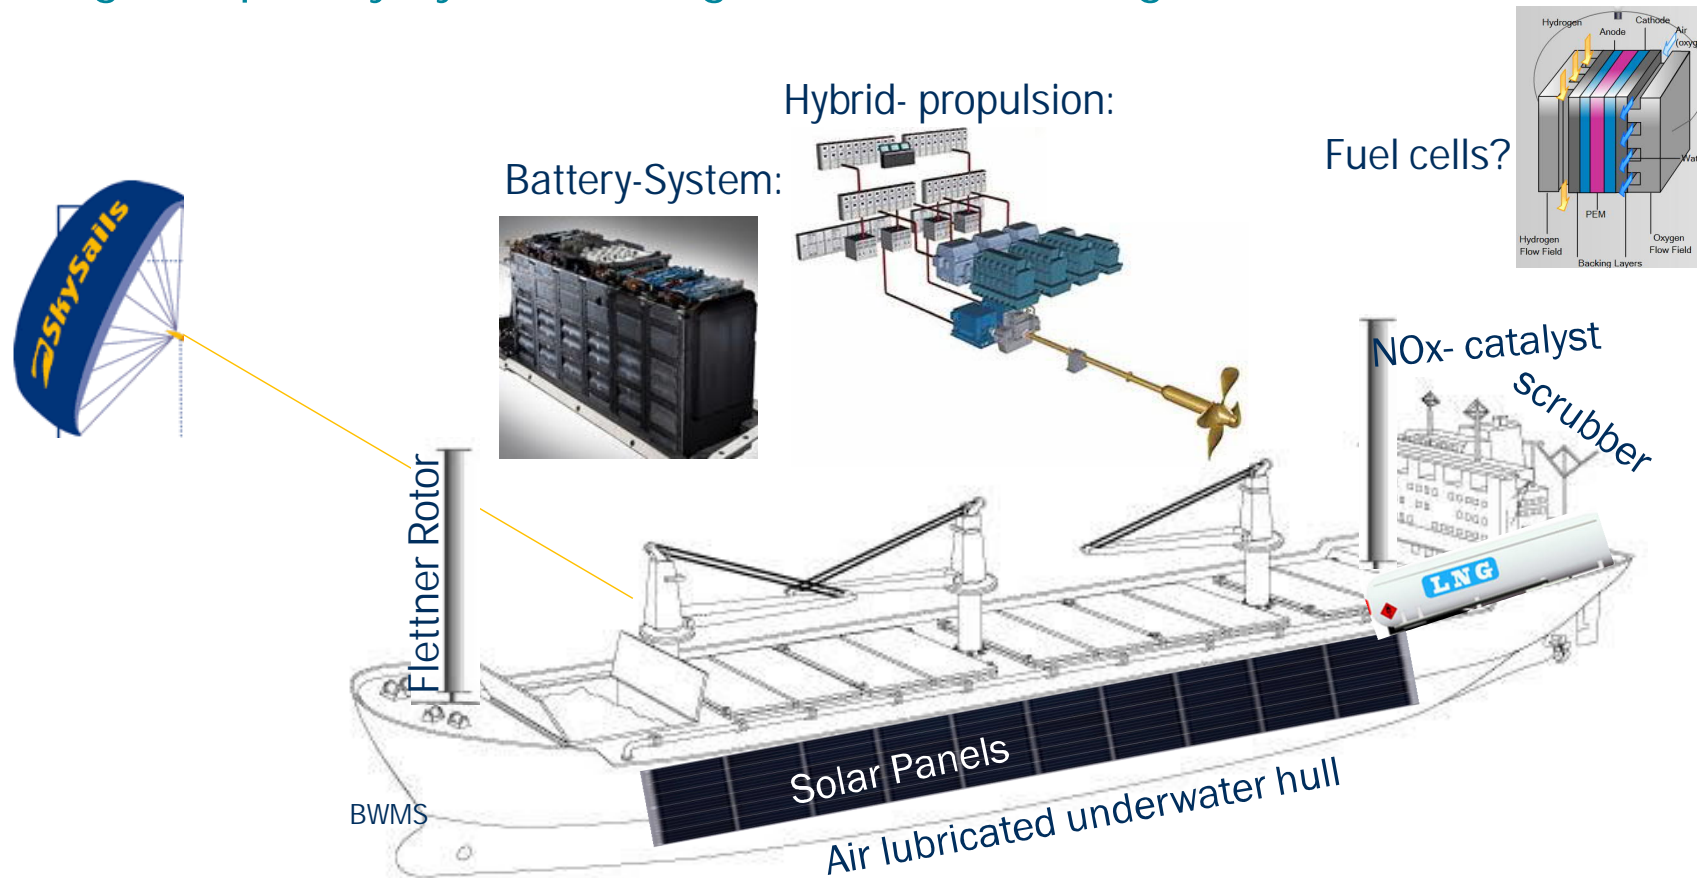 Hybrid- propulsion:
Fuel cells?
Battery-System:
Hydrogen
Anode
Cathode
Air
PEM
Hydrogen
Flow Field
Oxygen
Flow Field
Backing Layers
SkySails
NOx- catalyst
scrubber
Flettner Rotor
LNG
Solar Panels
BWMS
Air lubricated underwater hull